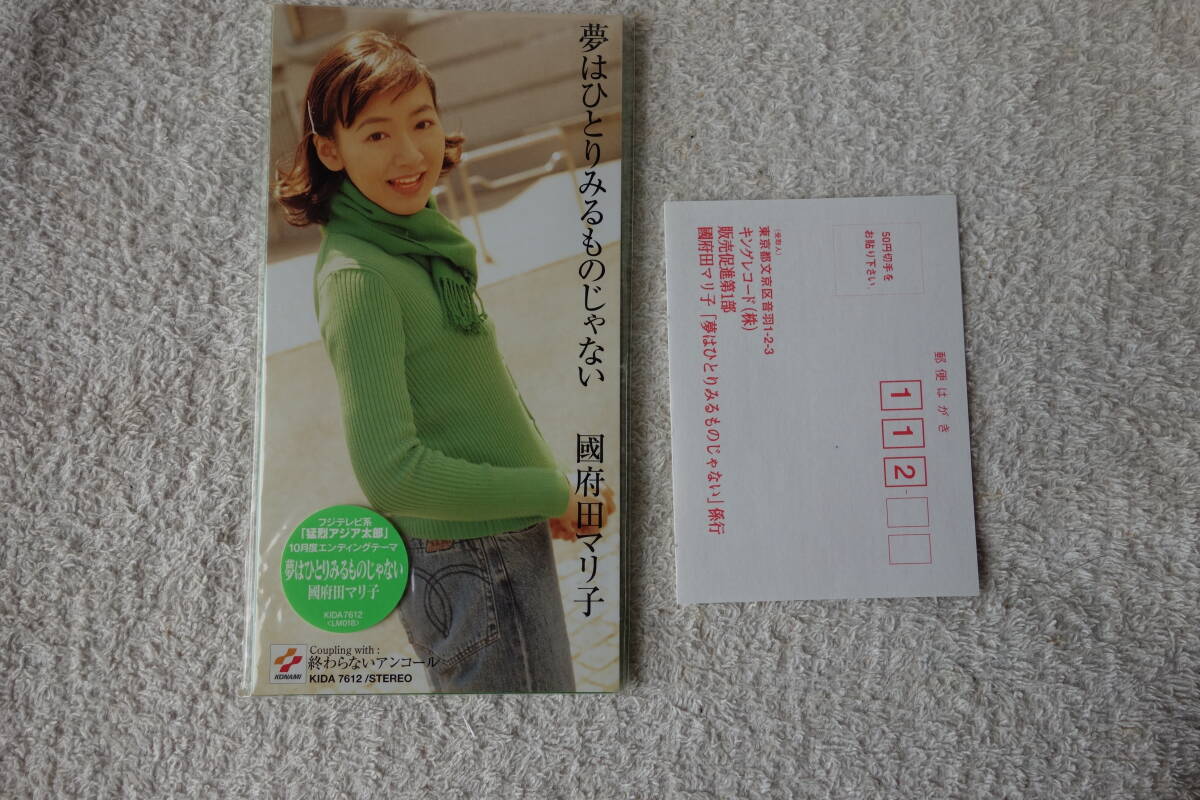 夢はひとりみるものじゃない 國府田マリ子
フジテレビ系
「猛烈アジア太郎」
10月度エンディングテーマ
夢はひとりみるものじゃない
國府田マリ子
KIDA7612
<LM018>
KONAMI
Coupling with :
終わらないアンコール
KIDA 7612 /STEREO
郵便はがき
112-
50円切手を
お貼り下さい。
(受取人)
東京都文京区音羽1-2-3
キングレコード(株)
販売促進第1部
國府田マリ子「夢はひとりみるものじゃない」係行